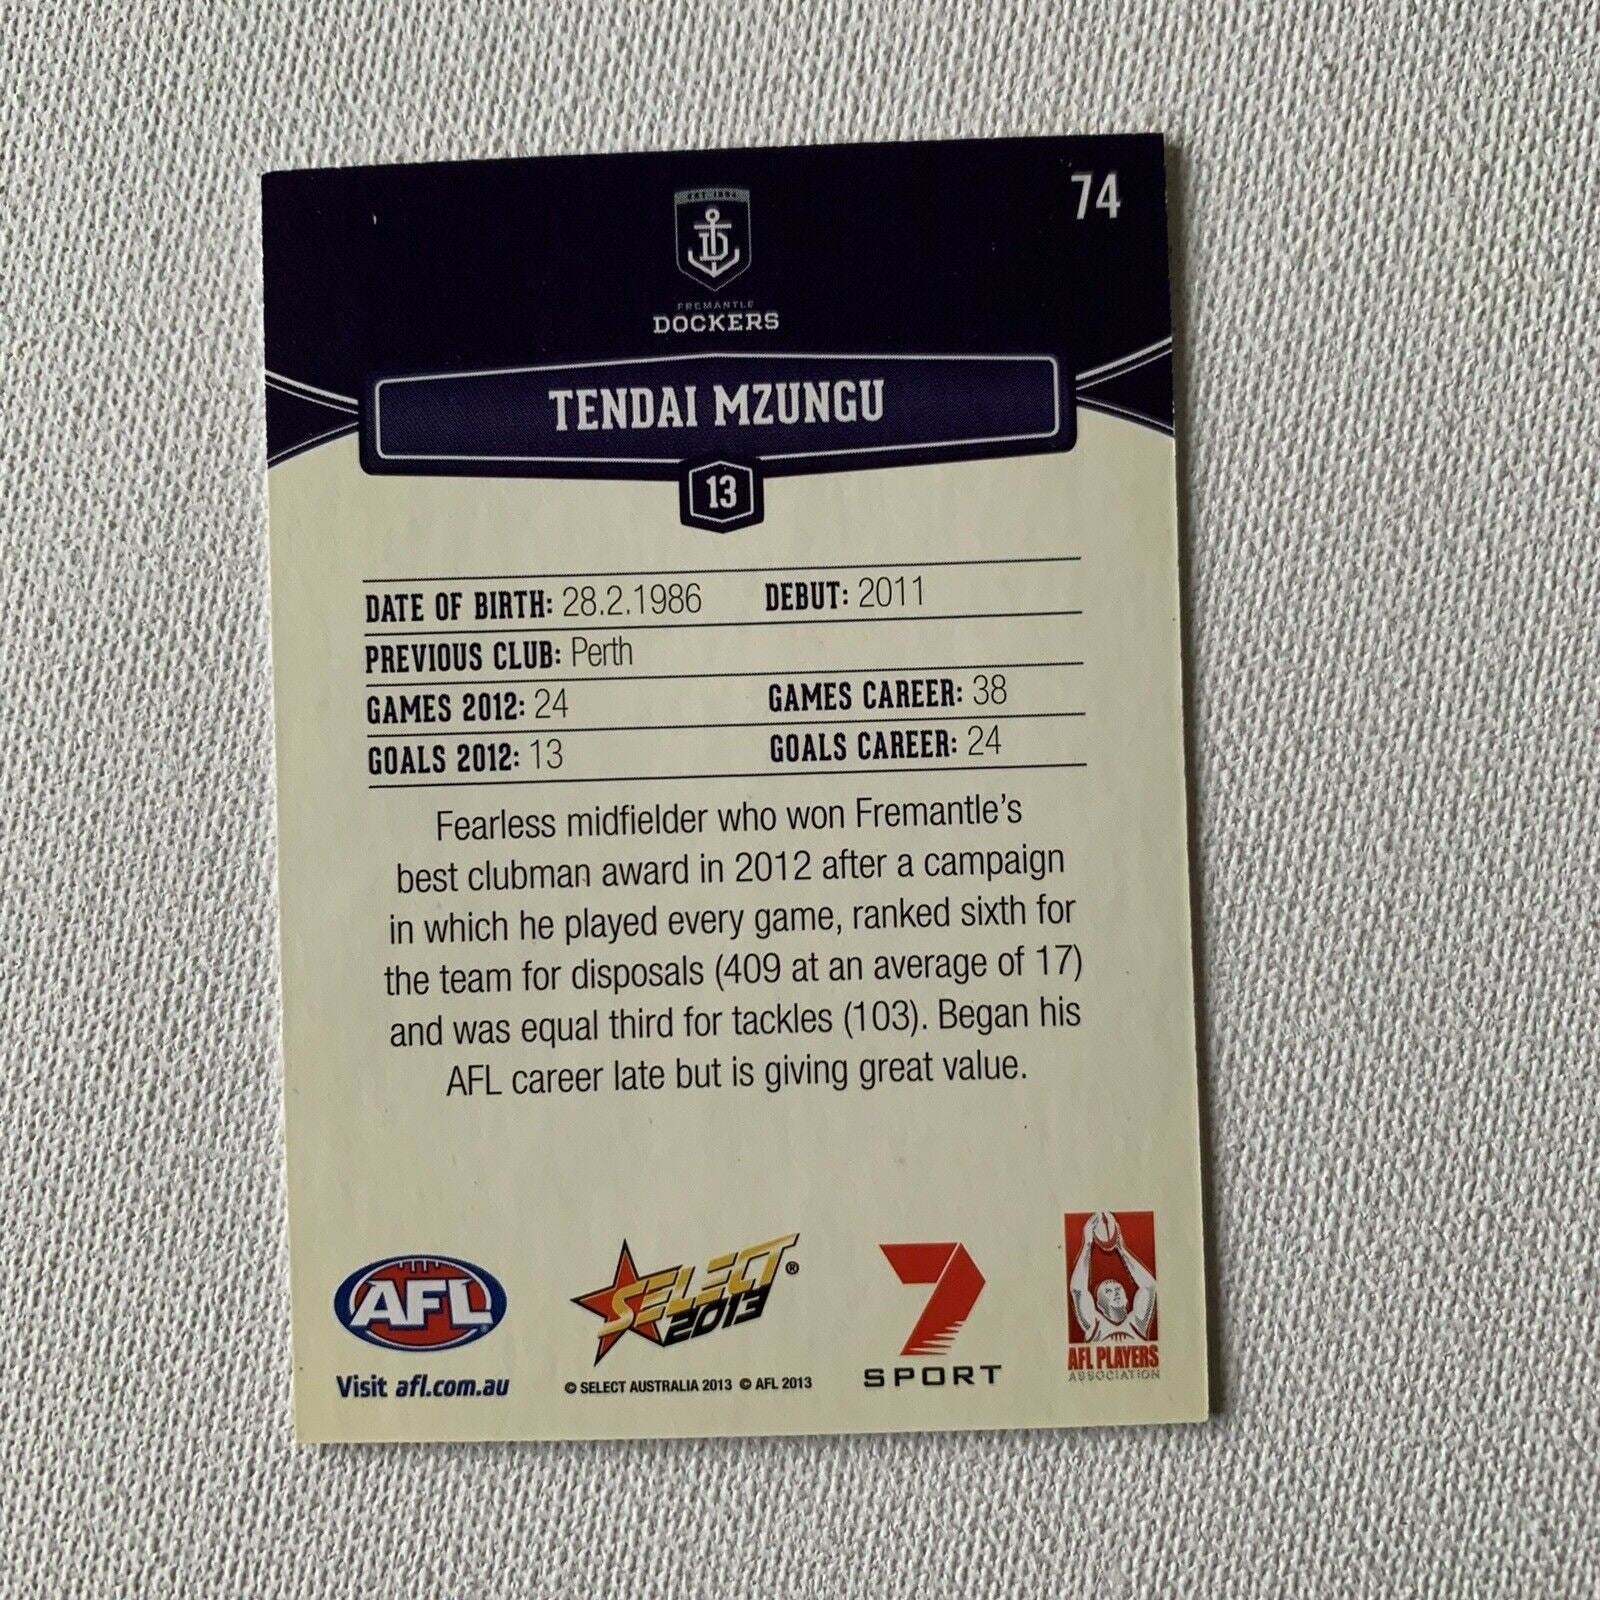 74
FREMANTLE
DOCKERS
TENDAI MZUNGU
13
DATE OF BIRTH: 28.2.1986 DEBUT: 2011
PREVIOUS CLUB: Perth
GAMES 2012: 24 GAMES CAREER: 38
GOALS 2012: 13 GOALS CAREER: 24
Fearless midfielder who won Fremantle's
best clubman award in 2012 after a campaign
in which he played every game, ranked sixth for
the team for disposals (409 at an average of 17)
and was equal third for tackles (103). Began his
AFL career late but is giving great value.
AFL
Visit afl.com.au
SELECT®
2013
© SELECT AUSTRALIA 2013 © AFL 2013
7
SPORT
AFL PLAYERS
ASSOCIATION